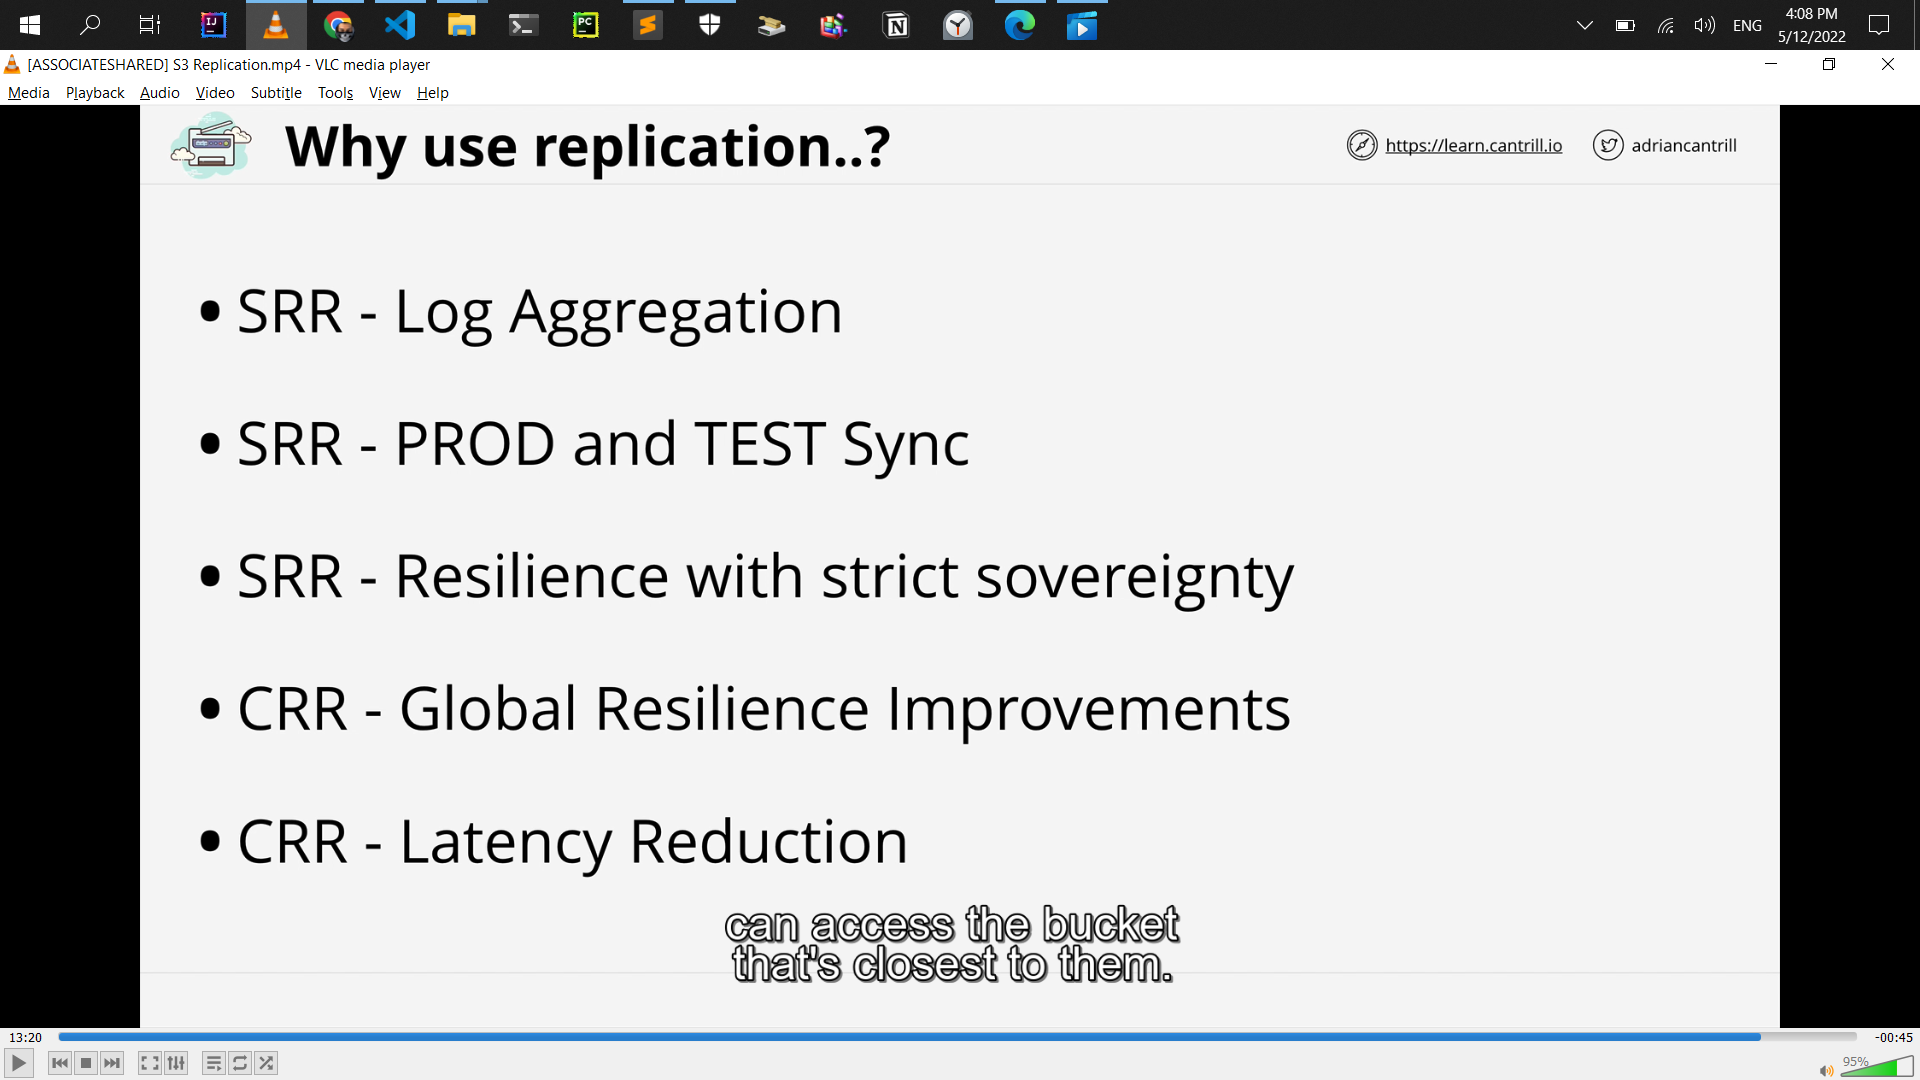 IJ
PC
ENG
4:08 PM
5/12/2022
[ASSOCIATESHARED] S3 Replication.mp4 - VLC media player
Media Playback Audio Video Subtitle Tools View Help
Why use replication..?
https://learn.cantrill.io
adriancantrill
• SRR - Log Aggregation
• SRR - PROD and TEST Sync
• SRR - Resilience with strict sovereignty
• CRR - Global Resilience Improvements
• CRR - Latency Reduction
can access the bucket
that's closest to them.
13:20
-00:45
95%